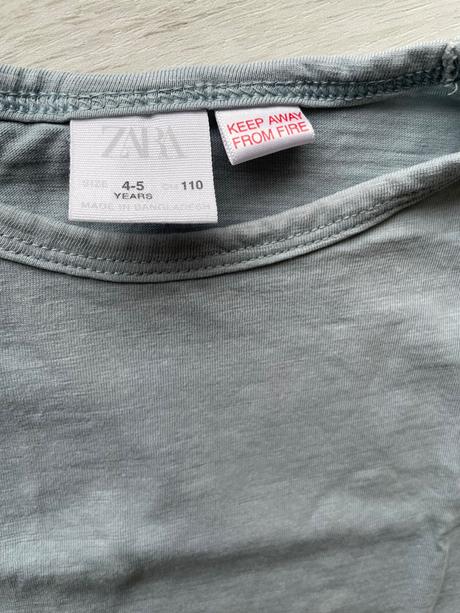 ZARA
KEEP AWAY
FROM FIRE
SIZE 4-5 CM 110
YEARS
MADE IN BANGLADESH